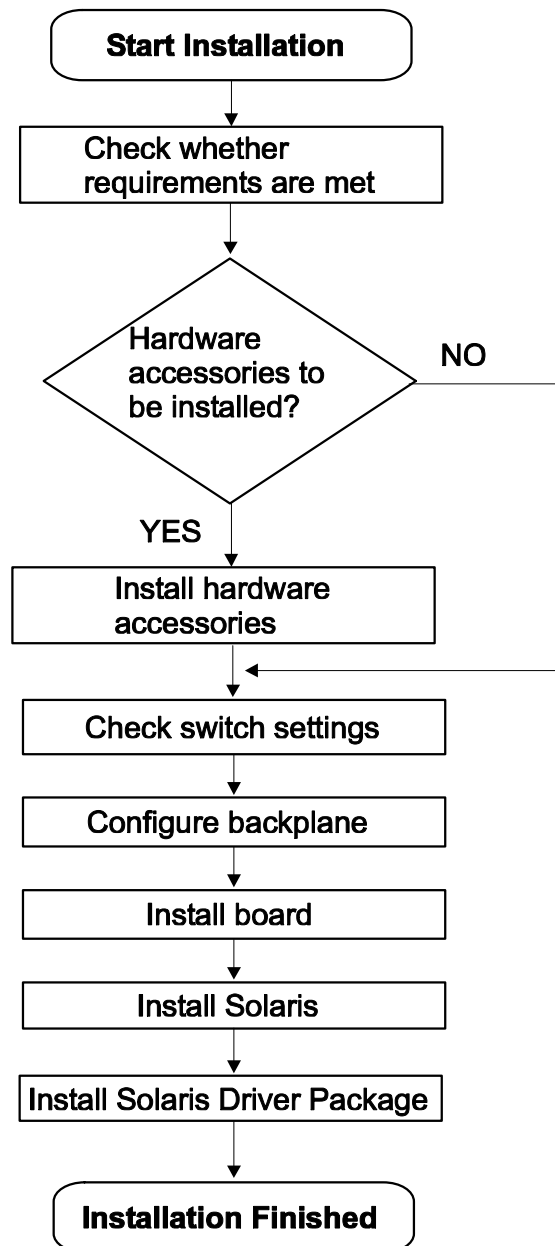 Start Installation
Check whether
requirements are met
Hardware
accessories to
be installed?
NO
YES
Install hardware
accessories
Check switch settings
Configure backplane
Install board
Install Solaris
Install Solaris Driver Package
Installation Finished